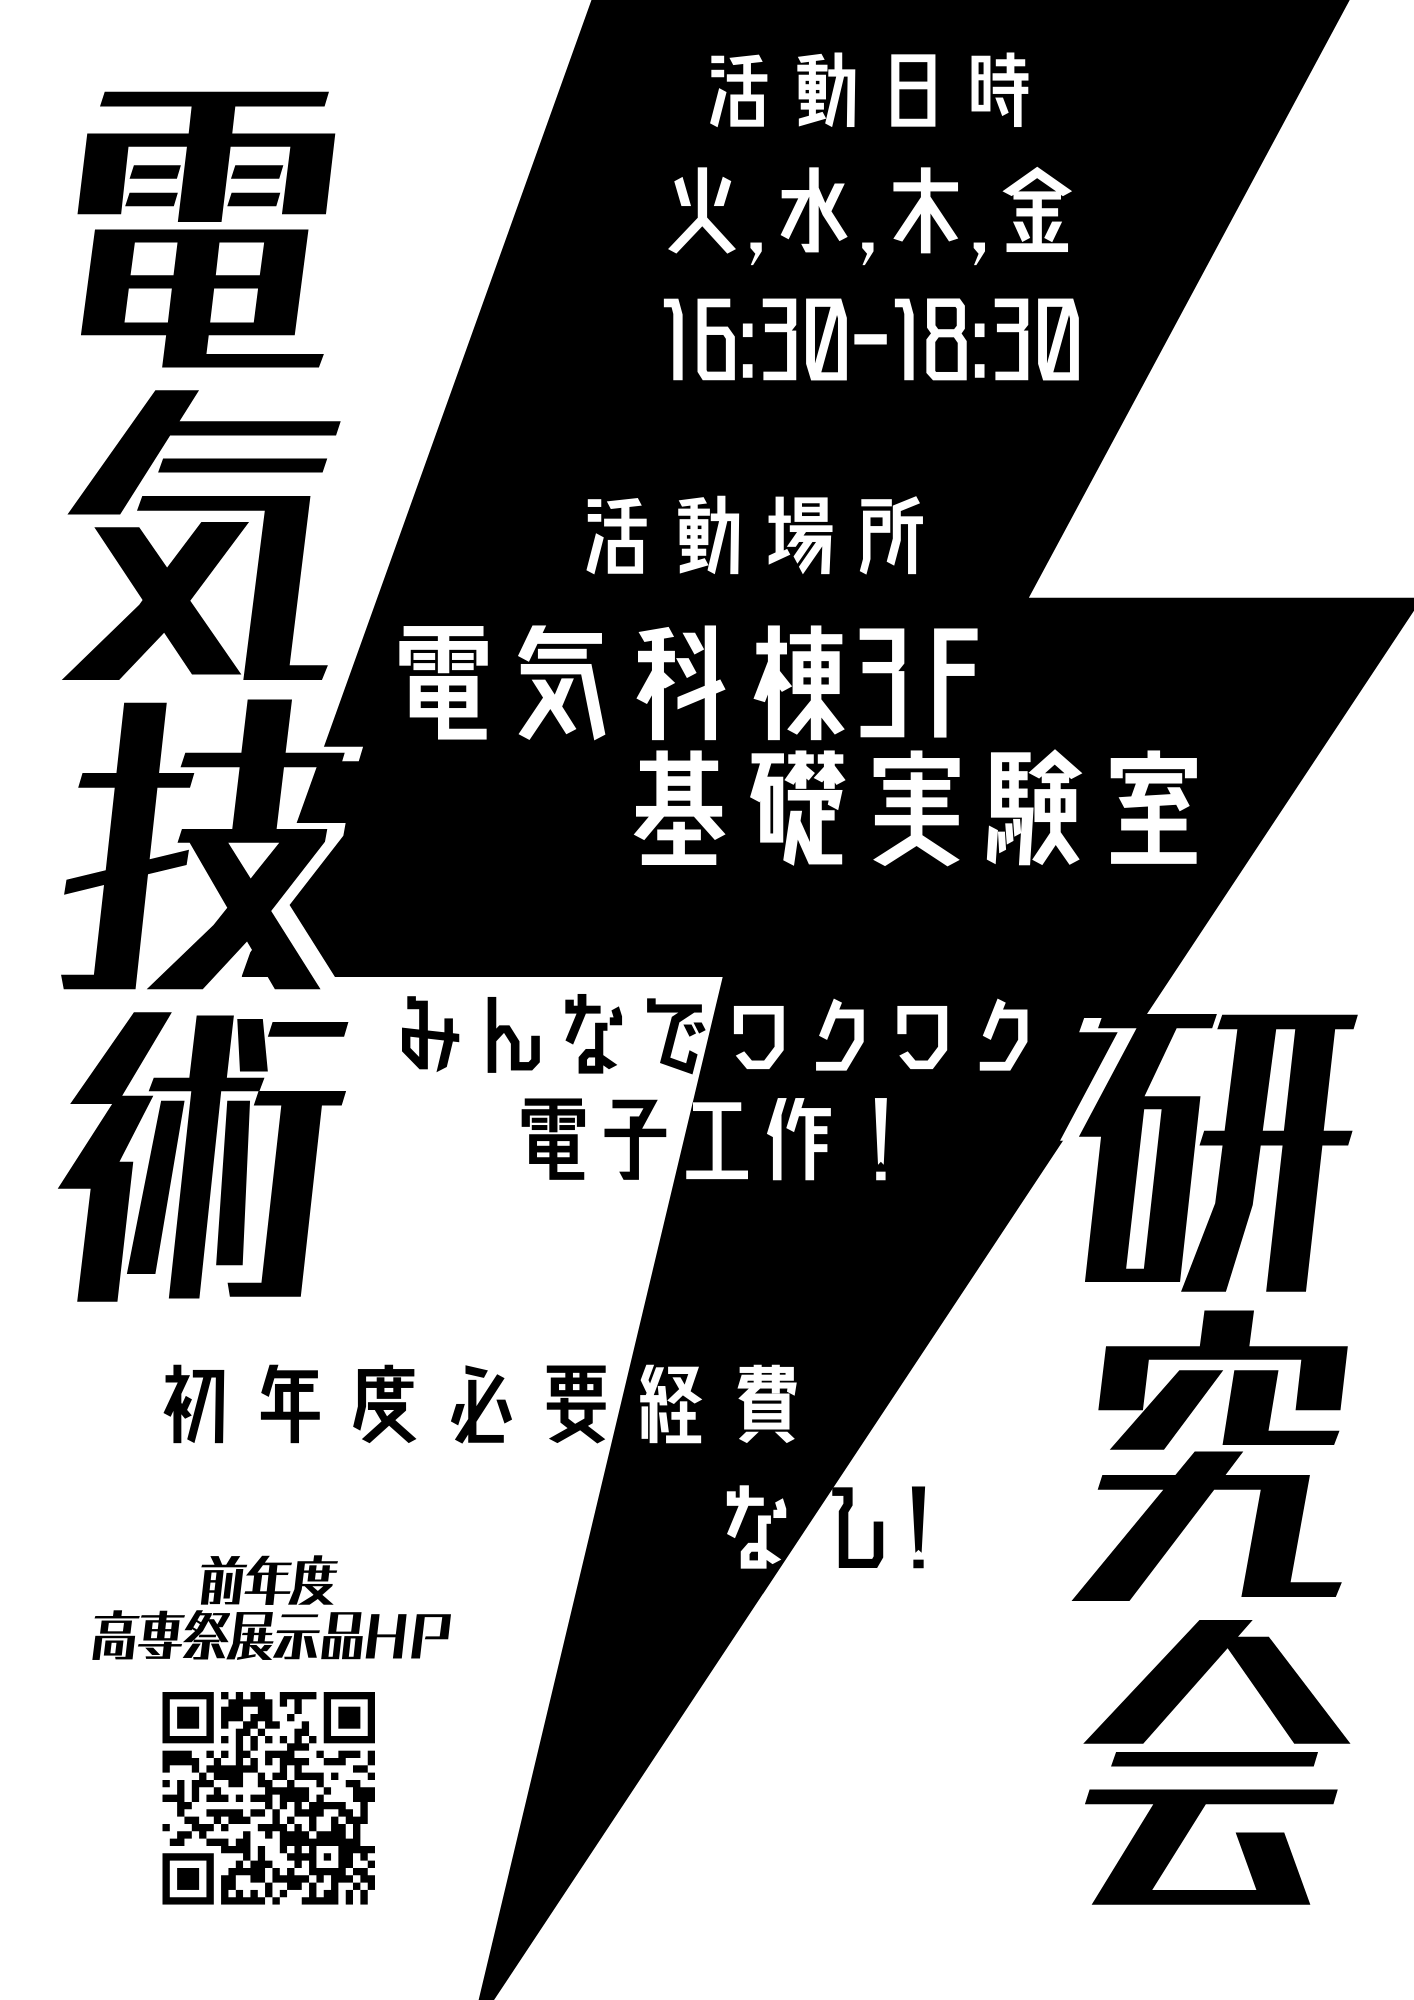 電気技術
研究会
活動日時
火,水,木,金
16:30-18:30
活動場所
電気科棟3F
基礎実験室
みんなでワクワク
電子工作!
初年度必要経費
なし!
前年度
高専祭展示品HP